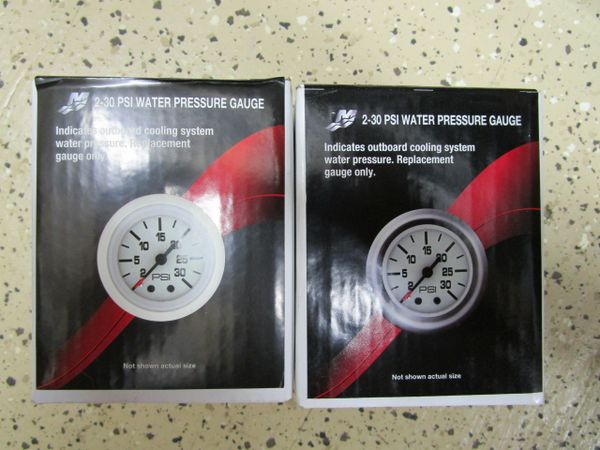 2-30 PSI WATER PRESSURE GAUGE
Indicates outboard cooling system
water pressure. Replacement
gauge only.
15
10
20
5
25
2
30
PSI
Not shown actual size
2-30 PSI WATER PRESSURE GAUGE
Indicates outboard cooling system
water pressure. Replacement
gauge only.
15
10
20
5
25
2
30
PSI
Not shown actual size